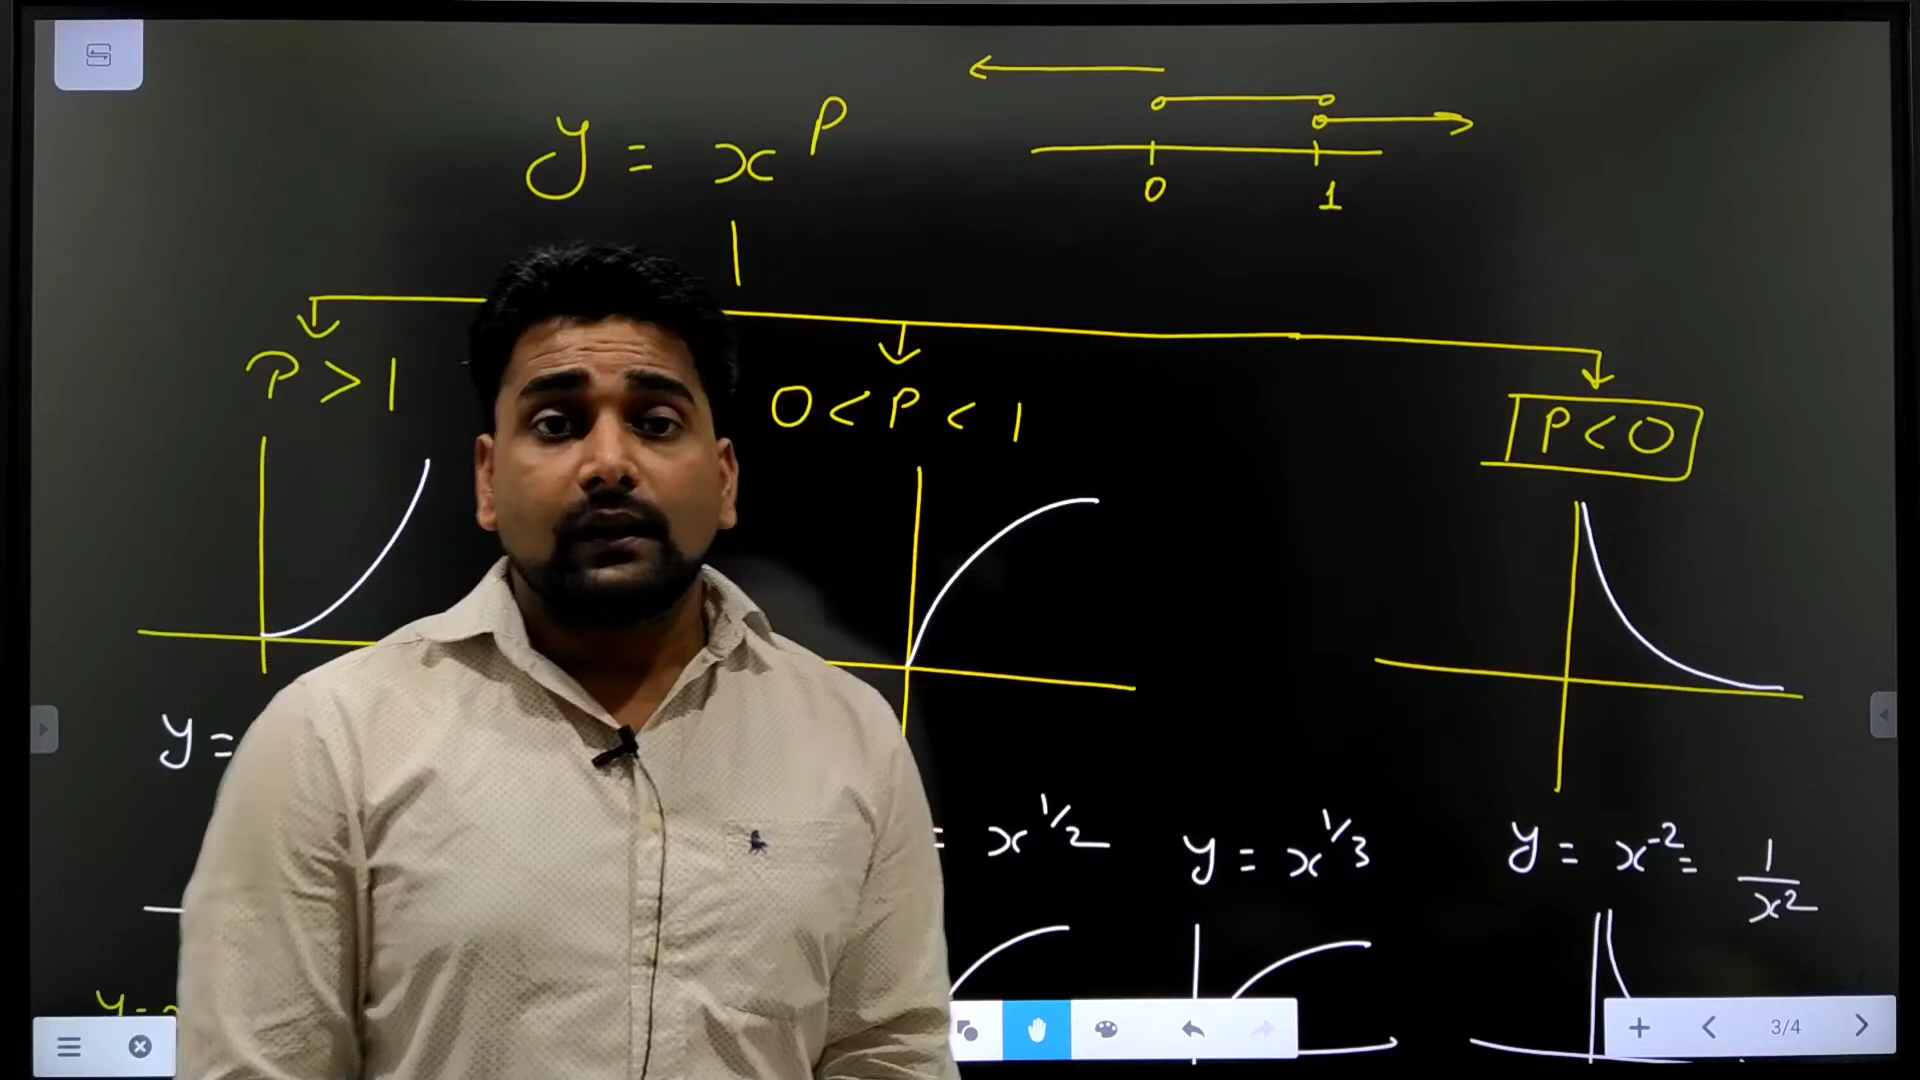 y = x^P
0 1
P > 1
0 < P < 1
P < 0
y =
= x^1/2
y = x^1/3
y = x^-2 = 1/x^2
y =
3/4